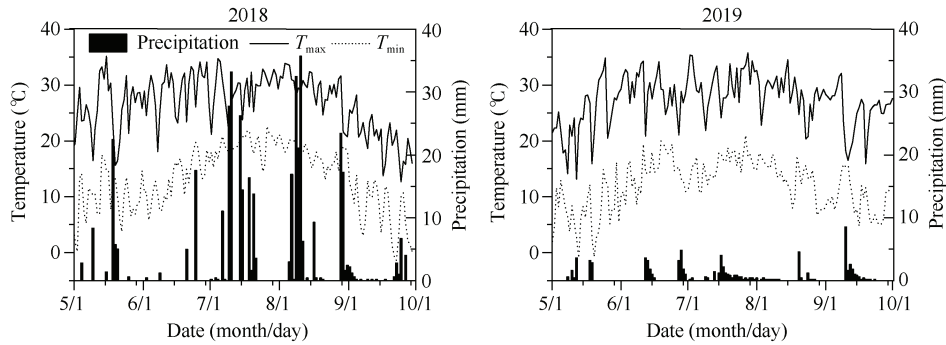 2018
Precipitation Tmax Tmin
Temperature (℃)
40
30
20
10
0
Precipitation (mm)
40
30
20
10
0
5/1 6/1 7/1 8/1 9/1 10/1
Date (month/day)
2019
Temperature (℃)
40
30
20
10
0
Precipitation (mm)
40
30
20
10
0
5/1 6/1 7/1 8/1 9/1 10/1
Date (month/day)